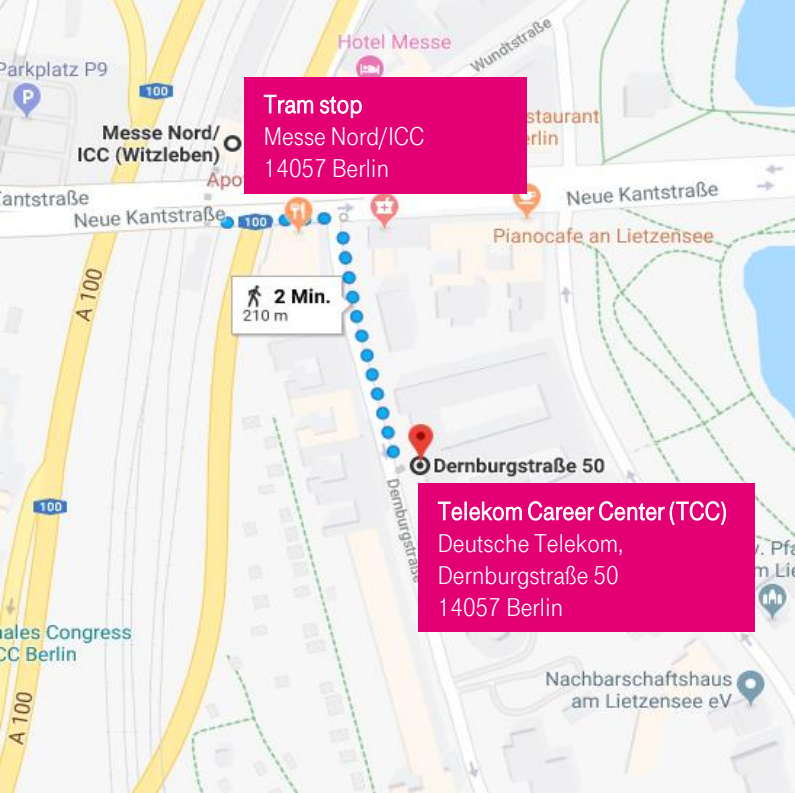 Hotel Messe
Wundtstraße
Parkplatz P9
P
100
Tram stop
Messe Nord/ICC
14057 Berlin
Messe Nord/
ICC (Witzleben)
Neue Kantstraße
Neue Kantstraße
100
Pianocafe an Lietzensee
A 100
2 Min.
210 m
Dernburgstraße 50
Dernburgstraße
100
Telekom Career Center (TCC)
Deutsche Telekom,
Dernburgstraße 50
14057 Berlin
ales Congress
CC Berlin
Nachbarschaftshaus
am Lietzensee eV
A 100